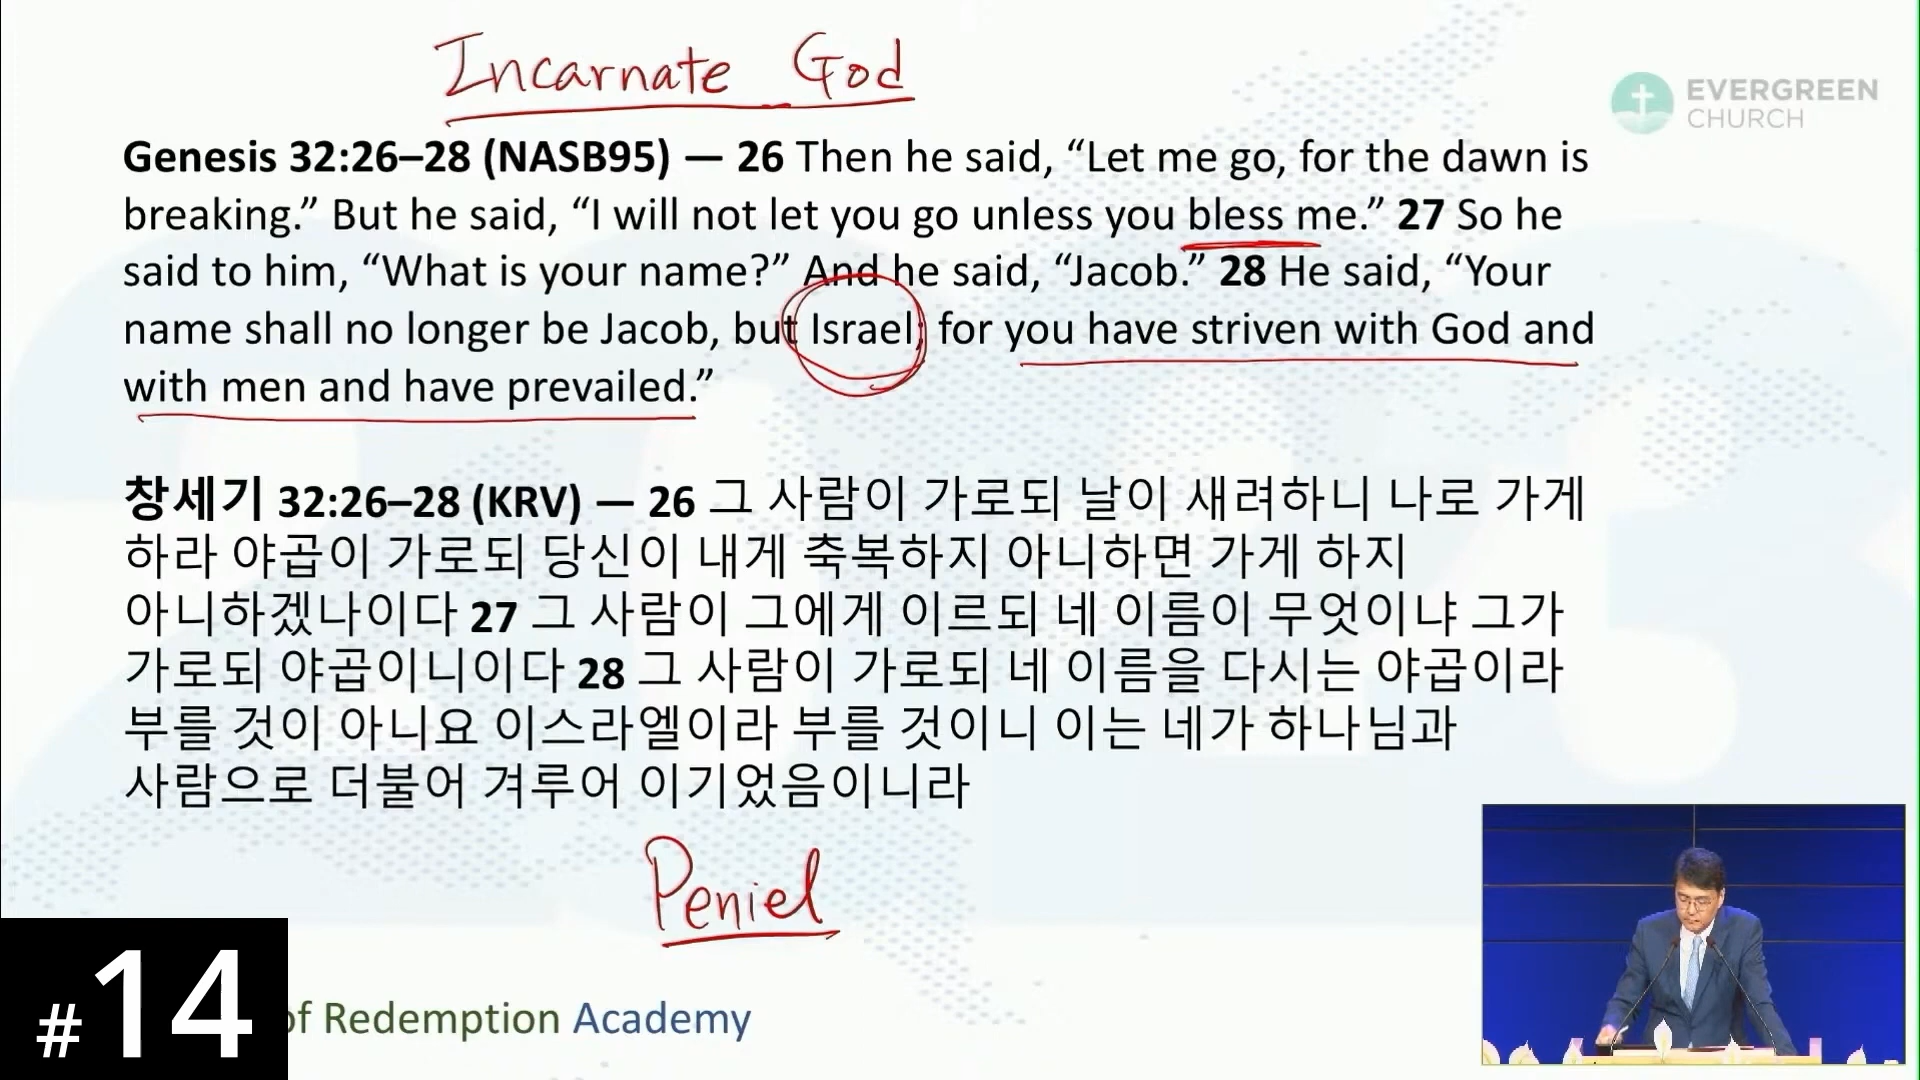 Incarnate God
EVERGREEN
CHURCH
Genesis 32:26–28 (NASB95) — 26 Then he said, “Let me go, for the dawn is
breaking.” But he said, “I will not let you go unless you bless me.” 27 So he
said to him, “What is your name?” And he said, “Jacob.” 28 He said, “Your
name shall no longer be Jacob, but Israel; for you have striven with God and
with men and have prevailed.”
창세기 32:26–28 (KRV) — 26 그 사람이 가로되 날이 새려하니 나로 가게
하라 야곱이 가로되 당신이 내게 축복하지 아니하면 가게 하지
아니하겠나이다 27 그 사람이 그에게 이르되 네 이름이 무엇이냐 그가
가로되 야곱이니이다 28 그 사람이 가로되 네 이름을 다시는 야곱이라
부를 것이 아니요 이스라엘이라 부를 것이니 이는 네가 하나님과
사람으로 더불어 겨루어 이기었음이니라
Peniel
#14
of Redemption Academy